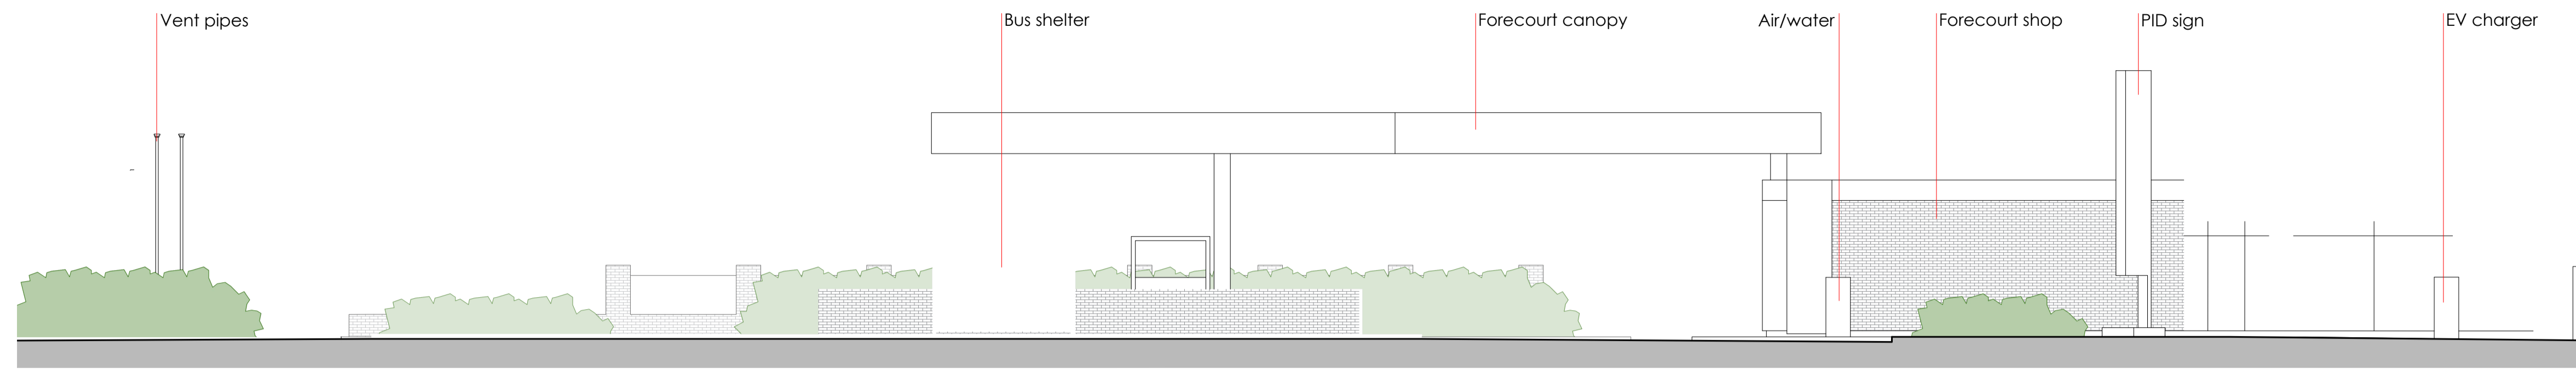 Vent pipes
Bus shelter
Forecourt canopy
Air/water
Forecourt shop
PID sign
EV charger